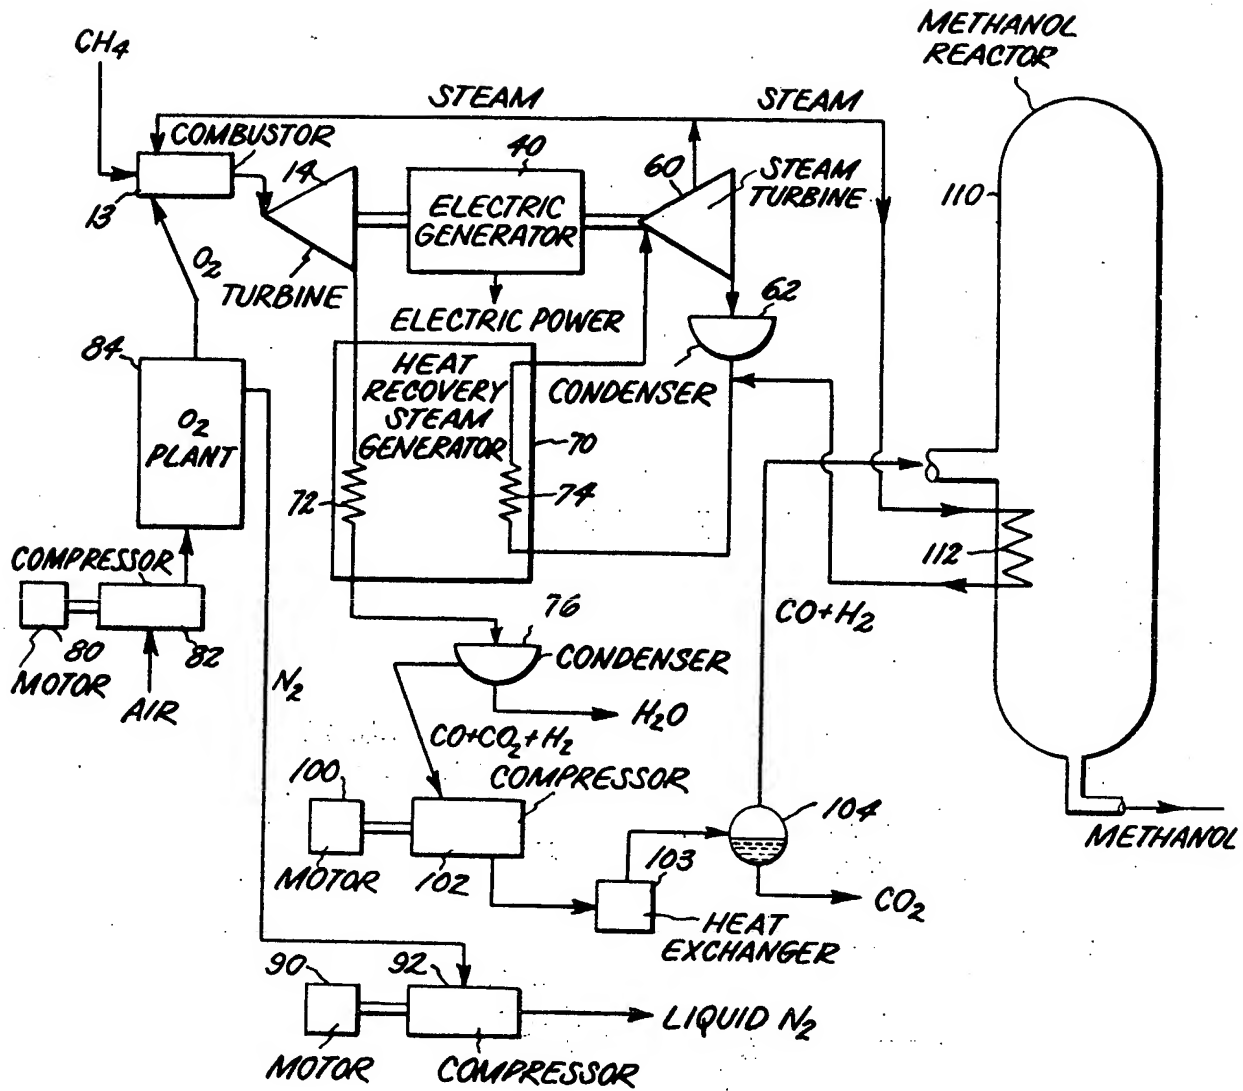 METHANOL
REACTOR
CH4
STEAM
STEAM
COMBUSTOR
13
14
40
60
STEAM
TURBINE
ELECTRIC
GENERATOR
110
O2
TURBINE
62
ELECTRIC POWER
84
HEAT
RECOVERY
STEAM
GENERATOR
CONDENSER
O2
PLANT
70
72
74
112
COMPRESSOR
CO+H2
76
80
82
MOTOR
AIR
N2
CONDENSER
H2O
CO+CO2+H2
100
COMPRESSOR
104
METHANOL
103
MOTOR
102
CO2
HEAT
EXCHANGER
90
92
LIQUID N2
MOTOR
COMPRESSOR